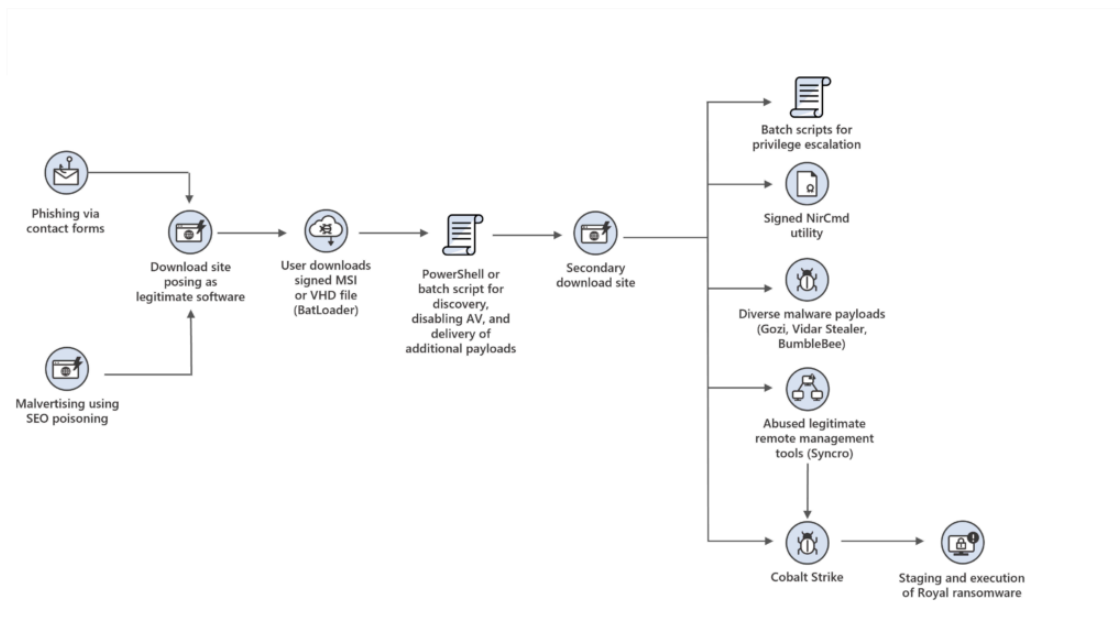 Phishing via
contact forms
Malvertising using
SEO poisoning
Download site
posing as
legitimate software
User downloads
signed MSI
or VHD file
(BatLoader)
PowerShell or
batch script for
discovery,
disabling AV, and
delivery of
additional payloads
Secondary
download site
Batch scripts for
privilege escalation
Signed NirCmd
utility
Diverse malware payloads
(Gozi, Vidar Stealer,
BumbleBee)
Abused legitimate
remote management
tools (Syncro)
Cobalt Strike
Staging and execution
of Royal ransomware